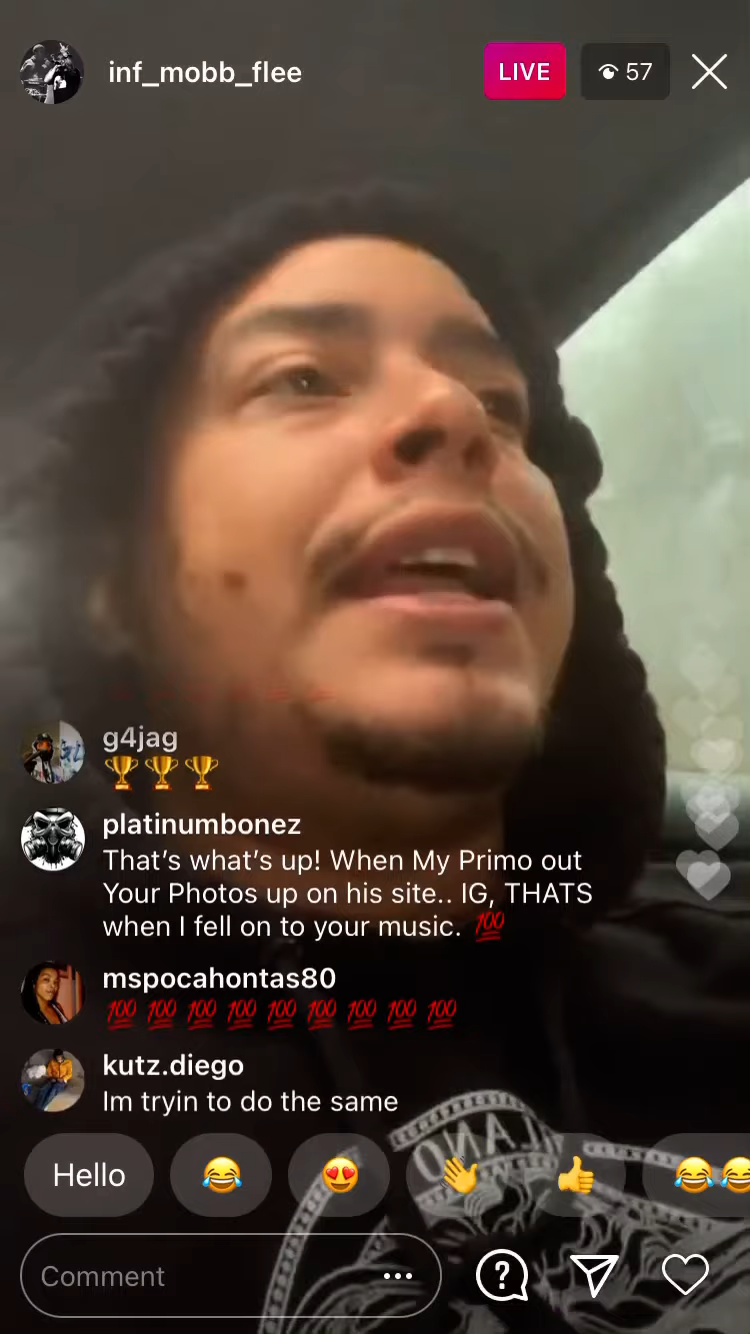 inf_mobb_flee
LIVE
57
g4jag
🏆🏆🏆
platinumbonez
That’s what’s up! When My Primo out
Your Photos up on his site.. IG, THATS
when I fell on to your music. 💯
mspocahontas80
💯💯💯💯💯💯💯💯💯
kutz.diego
Im tryin to do the same
Hello
Comment